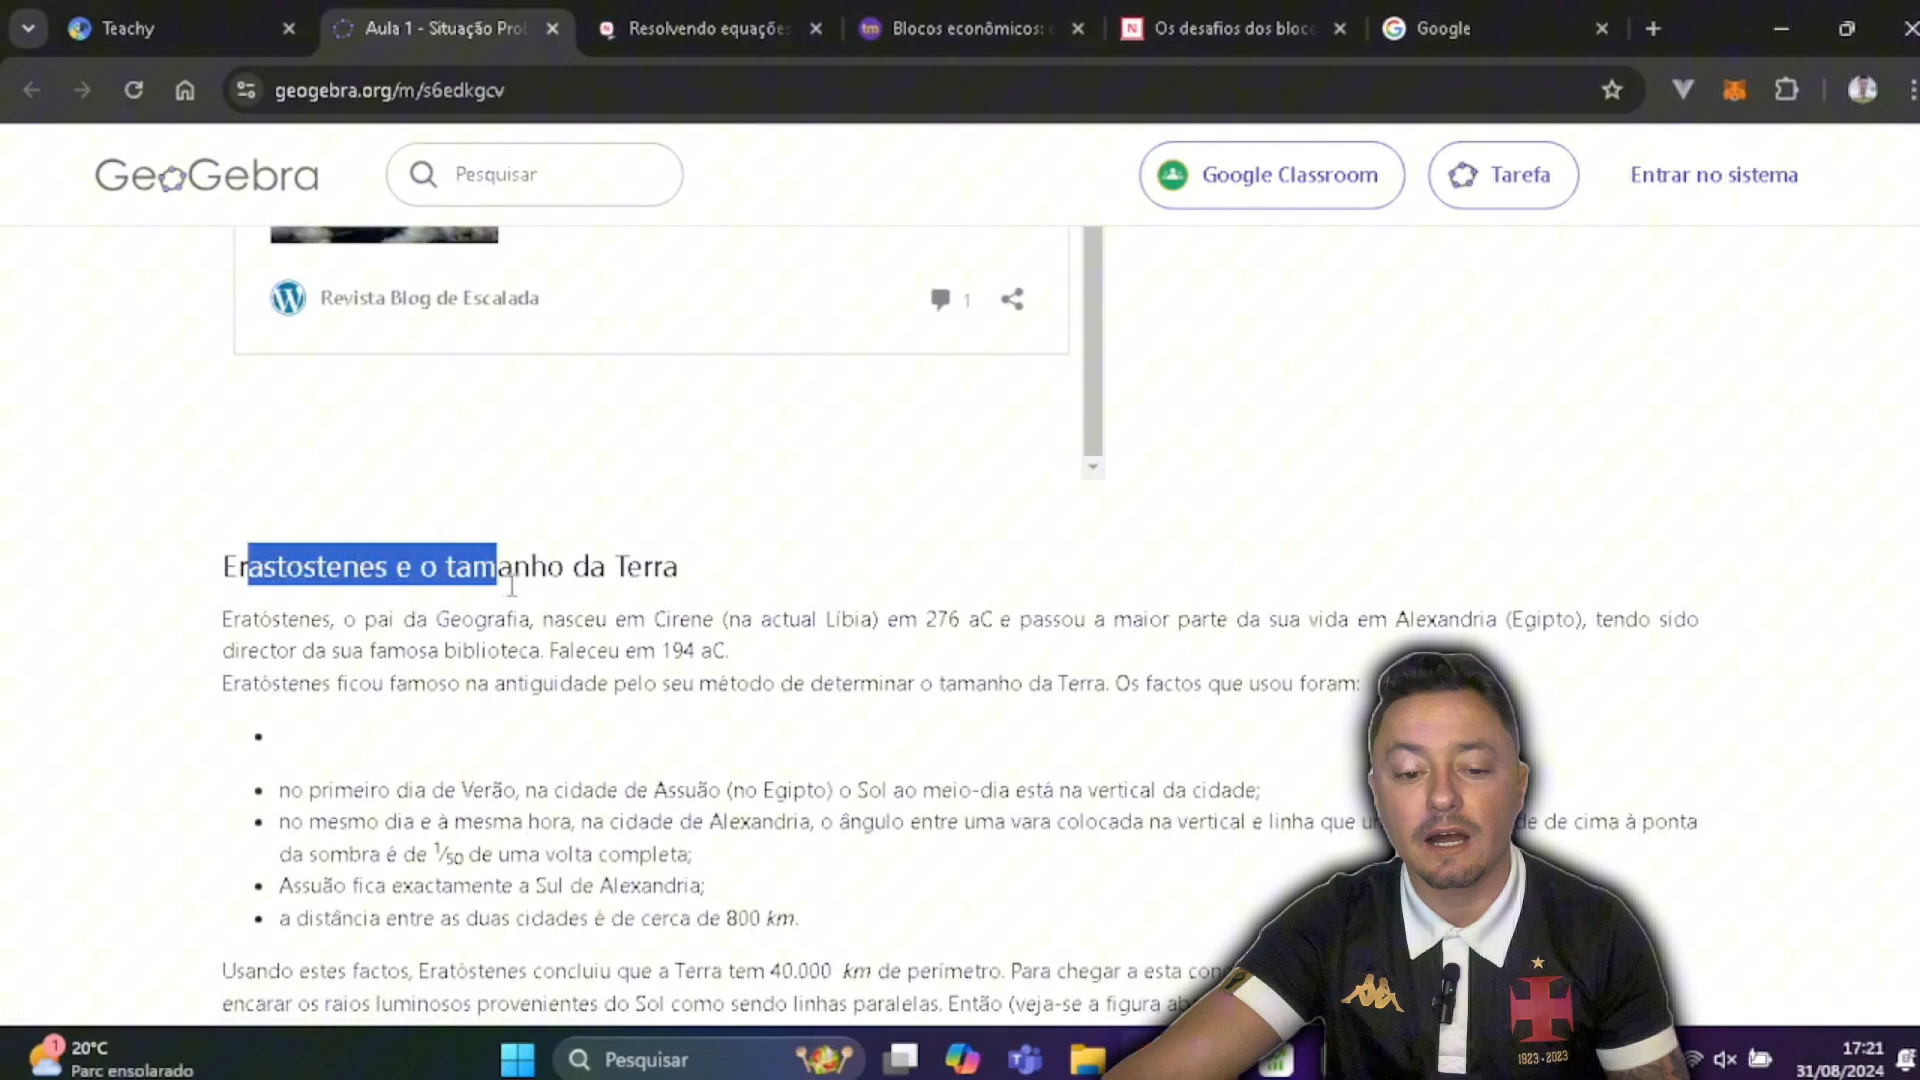 Teachy
Aula 1 - Situação Prob
Resolvendo equações
Blocos econômicos:
Os desafios dos bloco
Google
geogebra.org/m/s6edkgcv
GeoGebra
Pesquisar
Google Classroom
Tarefa
Entrar no sistema
Revista Blog de Escalada
1
Erastostenes e o tamanho da Terra
Eratóstenes, o pai da Geografia, nasceu em Cirene (na actual Líbia) em 276 aC e passou a maior parte da sua vida em Alexandria (Egipto), tendo sido
director da sua famosa biblioteca. Faleceu em 194 aC.
Eratóstenes ficou famoso na antiguidade pelo seu método de determinar o tamanho da Terra. Os factos que usou foram:
no primeiro dia de Verão, na cidade de Assuão (no Egipto) o Sol ao meio-dia está na vertical da cidade;
no mesmo dia e à mesma hora, na cidade de Alexandria, o ângulo entre uma vara colocada na vertical e linha que de cima à ponta
da sombra é de 1/50 de uma volta completa;
Assuão fica exactamente a Sul de Alexandria;
a distância entre as duas cidades é de cerca de 800 km.
Usando estes factos, Eratóstenes concluiu que a Terra tem 40.000 km de perímetro. Para chegar a esta
encarar os raios luminosos provenientes do Sol como sendo linhas paralelas. Então (veja-se a figura
1923-2023
1
20°C
Parc ensolarado
Pesquisar
17:21
31/08/2024